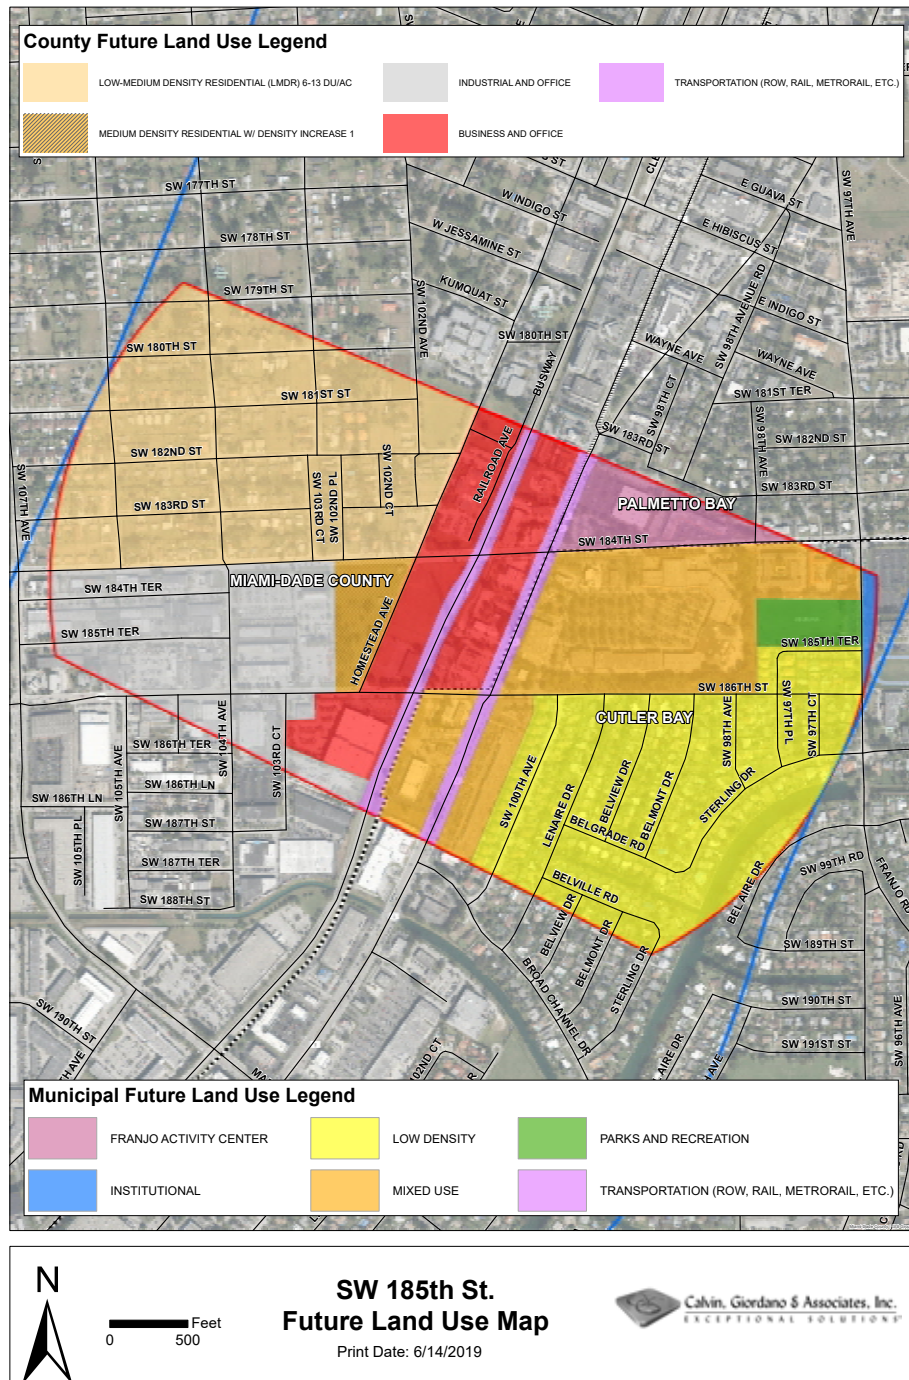 County Future Land Use Legend
LOW-MEDIUM DENSITY RESIDENTIAL (LMDR) 6-13 DU/AC
INDUSTRIAL AND OFFICE
TRANSPORTATION (ROW, RAIL, METRORAIL, ETC.)
MEDIUM DENSITY RESIDENTIAL W/ DENSITY INCREASE 1
BUSINESS AND OFFICE
SW 177TH ST
E GUAVA ST
SW 97TH AVE
W INDIGO ST
E HIBISCUS ST
SW 178TH ST
W JESSAMINE ST
SW 179TH ST
KUMQUAT ST
SW 98TH AVENUE RD
E INDIGO ST
SW 102ND AVE
SW 180TH ST
SW 180TH ST
BUSWAY
WAYNE AVE
WAYNE AVE
SW 181ST ST
SW 98TH CT
SW 181ST TER
SW 182ND ST
SW 183RD ST
SW 98TH AVE
SW 182ND ST
SW 107TH AVE
SW 103RD CT
SW 102ND PL
SW 102ND CT
RAILROAD AVE
SW 183RD ST
SW 183RD ST
PALMETTO BAY
SW 184TH ST
MIAMI-DADE COUNTY
SW 184TH TER
HOMESTEAD AVE
SW 185TH TER
SW 185TH TER
SW 186TH ST
SW 97TH PL
SW 97TH CT
CUTLER BAY
SW 98TH AVE
SW 104TH AVE
SW 103RD CT
SW 105TH AVE
SW 186TH TER
SW 186TH LN
SW 186TH LN
SW 100TH AVE
LENAIRE DR
BELVIEW DR
BELMONT DR
STERLING DR
SW 187TH ST
BELGRADE RD
SW 105TH PL
SW 187TH TER
SW 99TH RD
FRANJO RD
BELVILLE RD
BEL AIRE DR
SW 188TH ST
BELVIEW DR
BELMONT DR
STERLING DR
SW 189TH ST
BROAD CHANNEL DR
SW 190TH ST
SW 190TH ST
SW 191ST ST
SW 96TH AVE
102ND CT
Municipal Future Land Use Legend
FRANJO ACTIVITY CENTER
LOW DENSITY
PARKS AND RECREATION
INSTITUTIONAL
MIXED USE
TRANSPORTATION (ROW, RAIL, METRORAIL, ETC.)
N
Feet
0 500
SW 185th St.
Future Land Use Map
Print Date: 6/14/2019
Calvin, Giordano & Associates, Inc.
EXCEPTIONAL SOLUTIONS